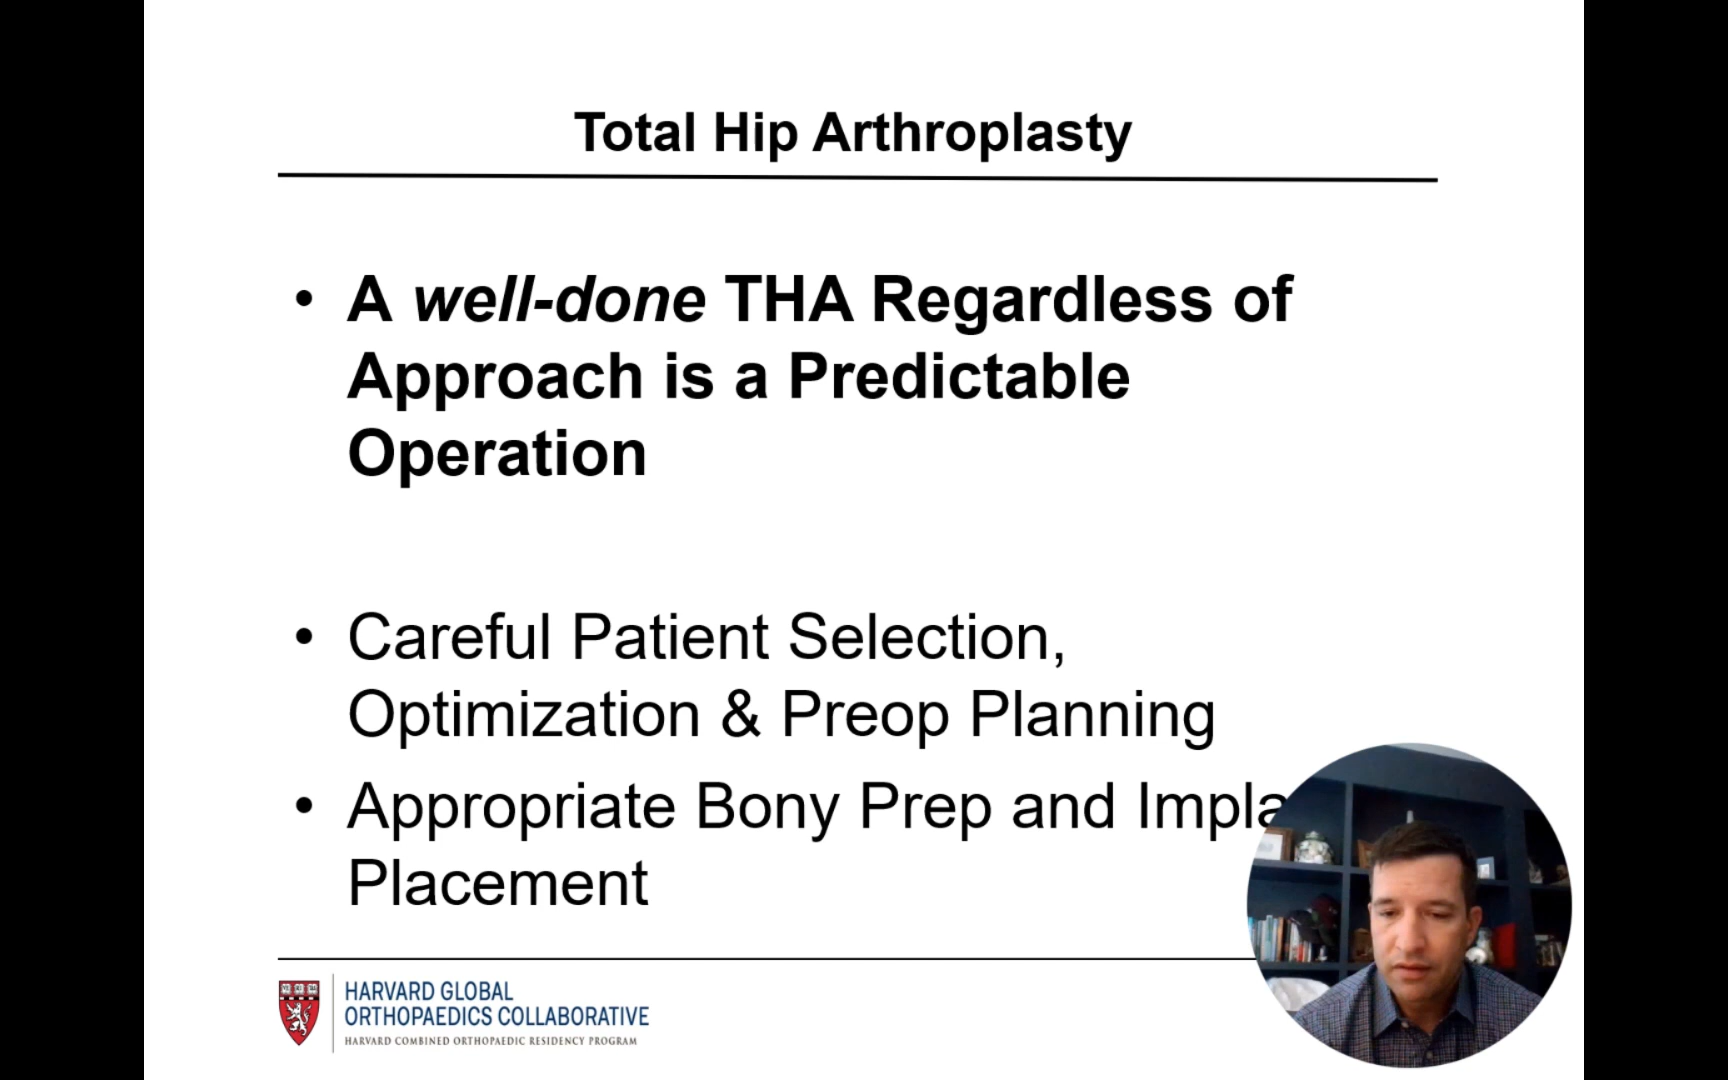 Total Hip Arthroplasty
• A well-done THA Regardless of
Approach is a Predictable
Operation
• Careful Patient Selection,
Optimization & Preop Planning
• Appropriate Bony Prep and
Placement
HARVARD GLOBAL
ORTHOPAEDICS COLLABORATIVE
HARVARD COMBINED ORTHOPAEDIC RESIDENCY PROGRAM